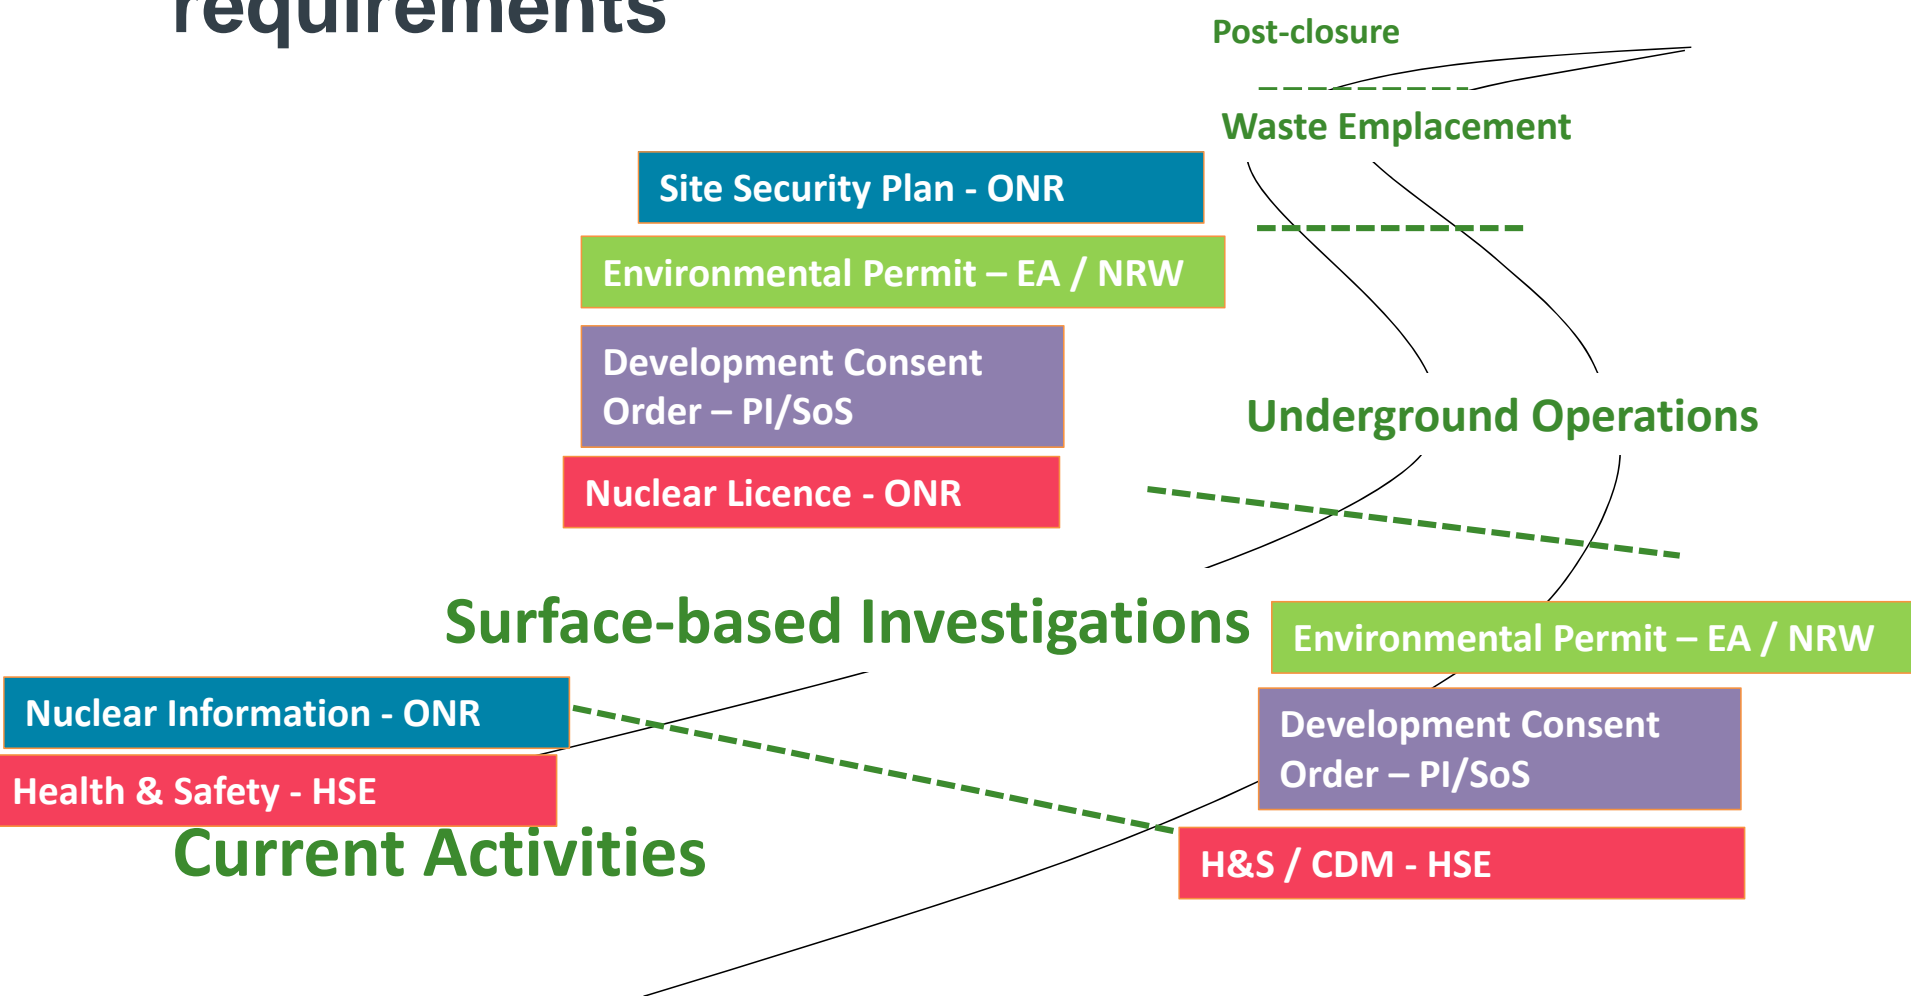 requirements
Post-closure
Waste Emplacement
Site Security Plan - ONR
Environmental Permit – EA / NRW
Development Consent
Order – PI/SoS
Underground Operations
Nuclear Licence - ONR
Surface-based Investigations
Environmental Permit – EA / NRW
Nuclear Information - ONR
Development Consent
Order – PI/SoS
Health & Safety - HSE
Current Activities
H&S / CDM - HSE